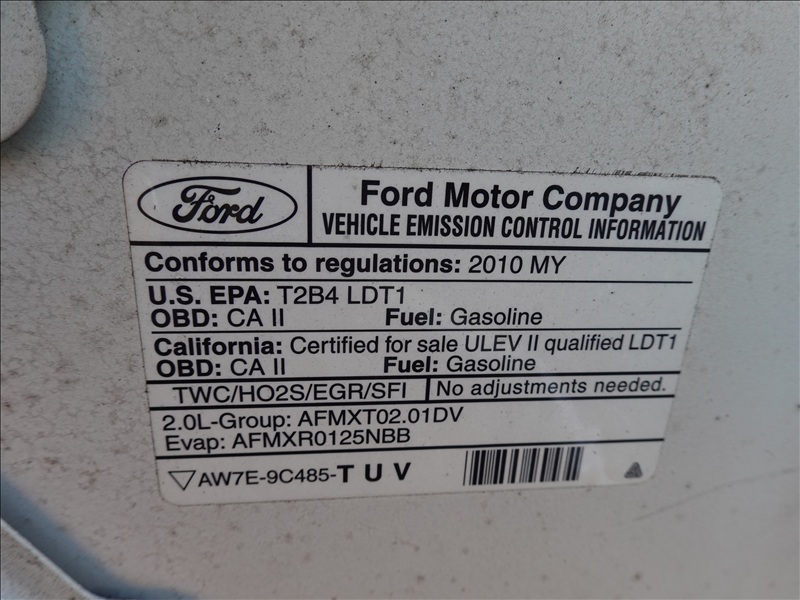 Ford
Ford Motor Company
VEHICLE EMISSION CONTROL INFORMATION
Conforms to regulations: 2010 MY
U.S. EPA: T2B4 LDT1
OBD: CA II Fuel: Gasoline
California: Certified for sale ULEV II qualified LDT1
OBD: CA II Fuel: Gasoline
TWC/HO2S/EGR/SFI No adjustments needed.
2.0L-Group: AFMXT02.01DV
Evap: AFMXR0125NBB
AW7E-9C485-T U V